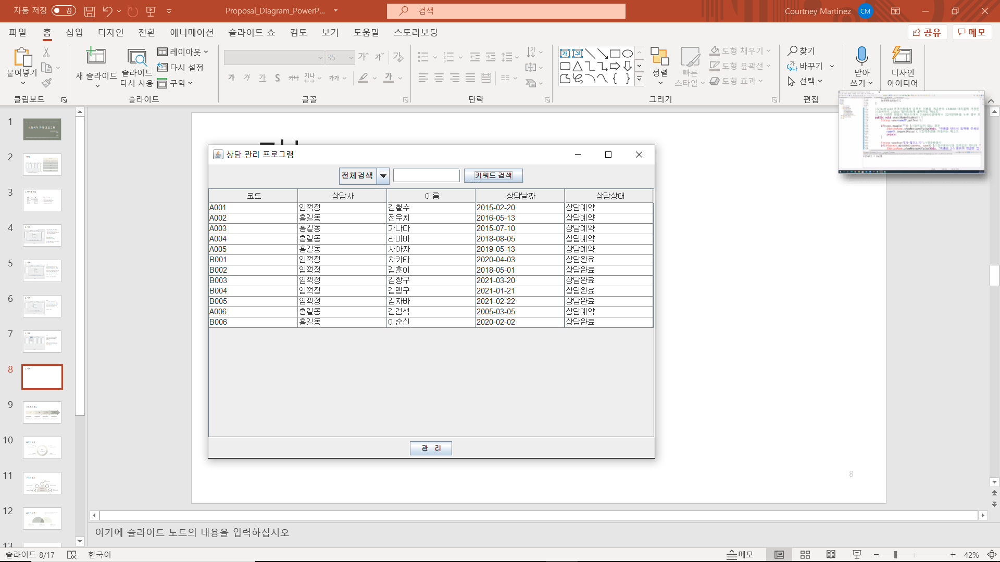 자동 저장 끔
Proposal_Diagram_PowerP...
검색
Courtney Martinez CM
파일 홈 삽입 디자인 전환 애니메이션 슬라이드 쇼 검토 보기 도움말 스토리보딩
공유 메모
붙여넣기
클립보드
새 슬라이드
슬라이드
다시 사용
레이아웃
다시 설정
구역
슬라이드
35
글꼴
단락
정렬
빠른
스타일
도형 채우기
도형 윤곽선
도형 효과
그리기
찾기
바꾸기
선택
편집
받아
쓰기
디자인
아이디어
1
2
3
4
5
6
7
8
9
10
11
12
13
상담 관리 프로그램
전체검색 키워드 검색
코드 상담사 이름 상담날짜 상담상태
A001 임꺽정 김철수 2015-02-20 상담예약
A002 홍길동 전우치 2016-05-13 상담예약
A003 홍길동 가나다 2015-07-10 상담예약
A004 홍길동 라마바 2018-08-05 상담예약
A005 홍길동 사아자 2019-05-13 상담예약
B001 임꺽정 차카타 2020-04-03 상담완료
B002 임꺽정 김훈이 2018-05-01 상담완료
B003 임꺽정 김짱구 2021-03-20 상담완료
B004 임꺽정 김맹구 2021-01-21 상담완료
B005 임꺽정 김자바 2021-02-22 상담완료
A006 홍길동 김검색 2005-03-05 상담예약
B006 홍길동 이순신 2020-02-02 상담완료
관 리
8
여기에 슬라이드 노트의 내용을 입력하십시오
슬라이드 8/17 한국어 메모 42%